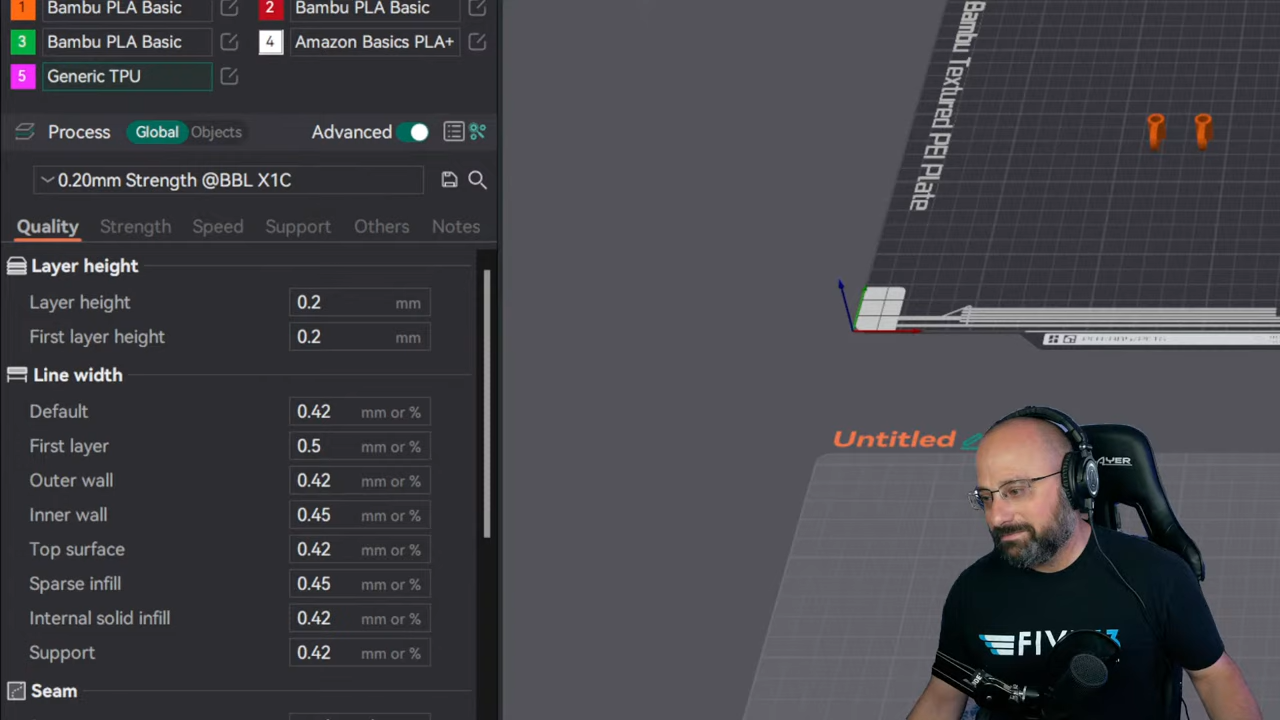 1 Bambu PLA Basic
2 Bambu PLA Basic
3 Bambu PLA Basic
4 Amazon Basics PLA+
5 Generic TPU
Process Global Objects Advanced
0.20mm Strength @BBL X1C
Quality Strength Speed Support Others Notes
Layer height
Layer height 0.2 mm
First layer height 0.2 mm
Line width
Default 0.42 mm or %
First layer 0.5 mm or %
Outer wall 0.42 mm or %
Inner wall 0.45 mm or %
Top surface 0.42 mm or %
Sparse infill 0.45 mm or %
Internal solid infill 0.42 mm or %
Support 0.42 mm or %
Seam
Bambu Textured PEI Plate
Untitled